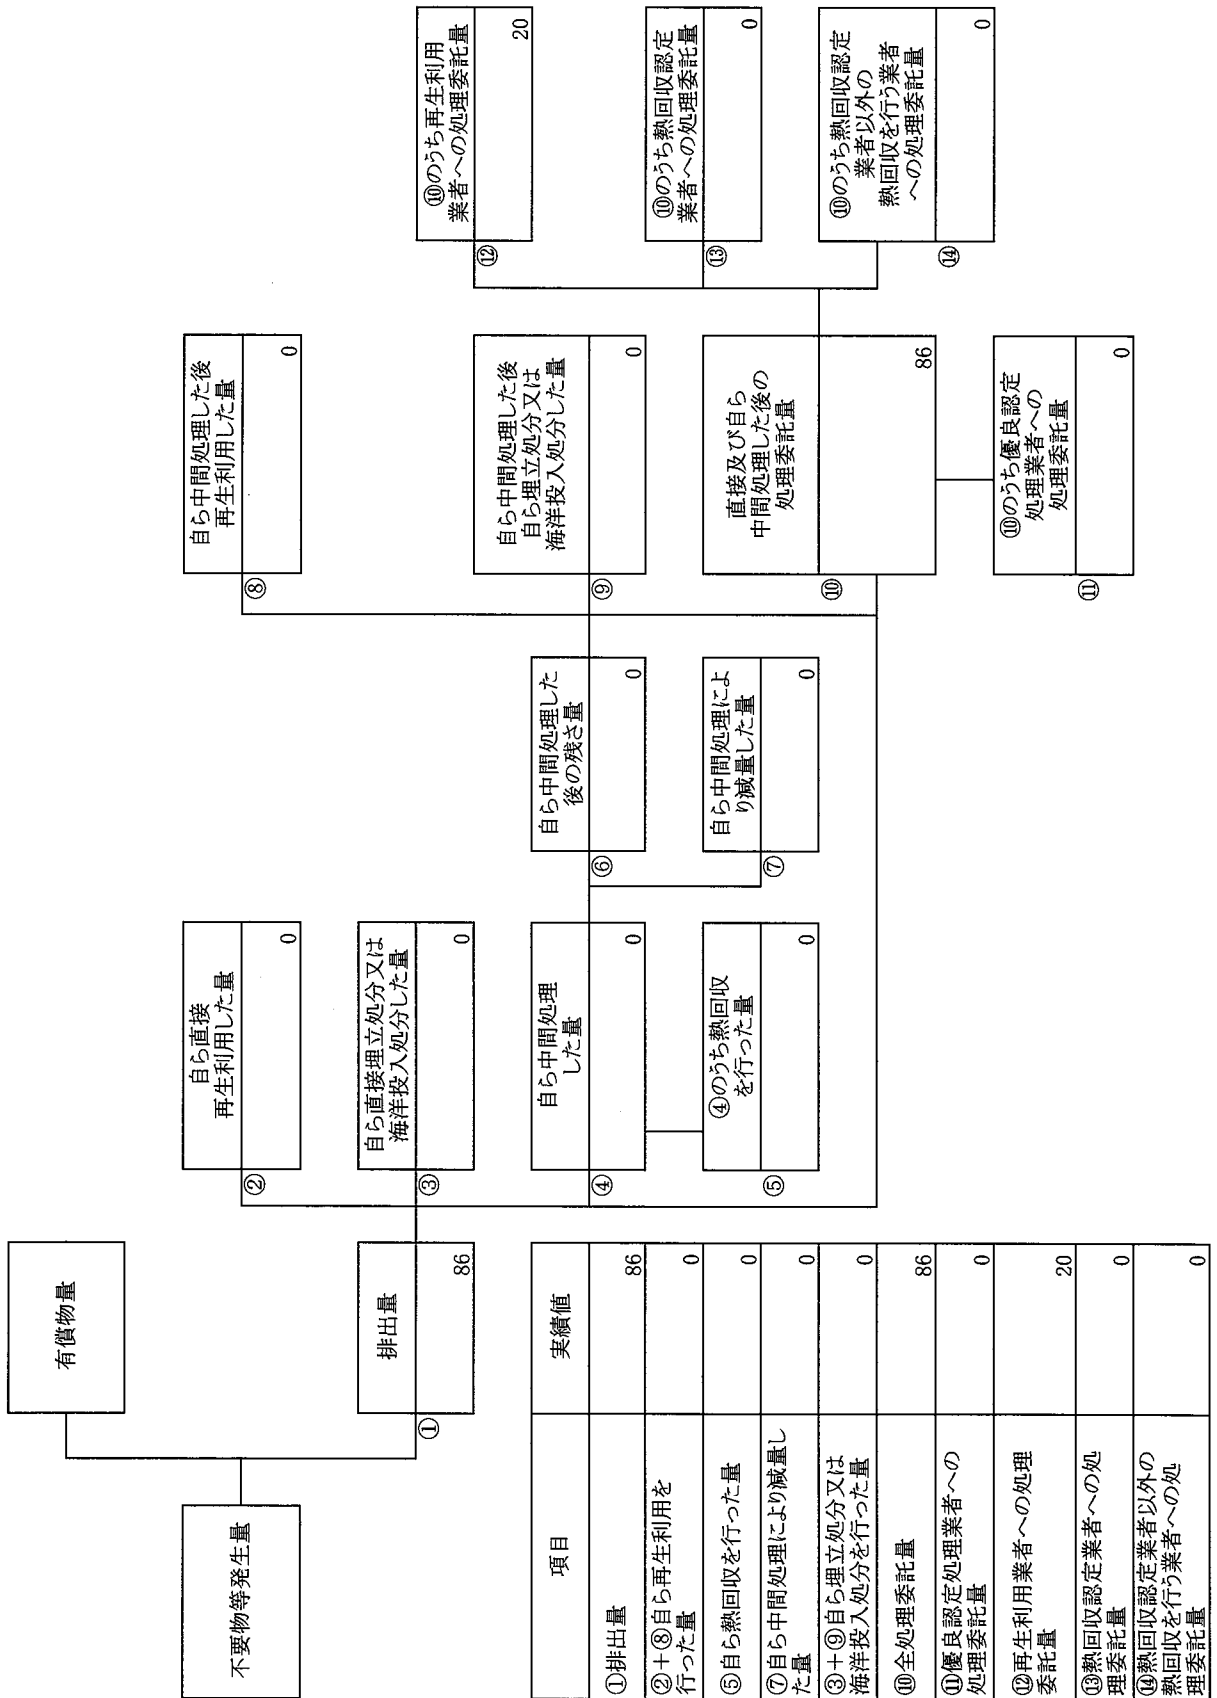 不要物等発生量
有償物量
①
排出量
86
②
自ら直接
再生利用した量
0
③
自ら直接埋立処分又は
海洋投入処分した量
0
④
自ら中間処理
した量
0
⑤
④のうち熱回収
を行った量
0
⑥
自ら中間処理した
後の残さ量
0
⑦
自ら中間処理によ
り減量した量
0
⑧
自ら中間処理した後
再生利用した量
0
⑨
自ら中間処理した後
自ら埋立処分又は
海洋投入処分した量
0
⑩
直接及び自ら
中間処理した後の
処理委託量
86
⑪
⑩のうち優良認定
処理業者への
処理委託量
0
⑫
⑩のうち再生利用
業者への処理委託量
20
⑬
⑩のうち熱回収認定
業者への処理委託量
0
⑭
⑩のうち熱回収認定
業者以外の
熱回収を行う業者
への処理委託量
0
項目 実績値
①排出量 86
②+⑧自ら再生利用を
行った量 0
⑤自ら熱回収を行った量 0
⑦自ら中間処理により減量し
た量 0
③+⑨自ら埋立処分又は
海洋投入処分を行った量 0
⑩全処理委託量 86
⑪優良認定処理業者への
処理委託量 0
⑫再生利用業者への処理
委託量 20
⑬熱回収認定業者への処
理委託量 0
⑭熱回収認定業者以外の
熱回収を行う業者への処
理委託量 0